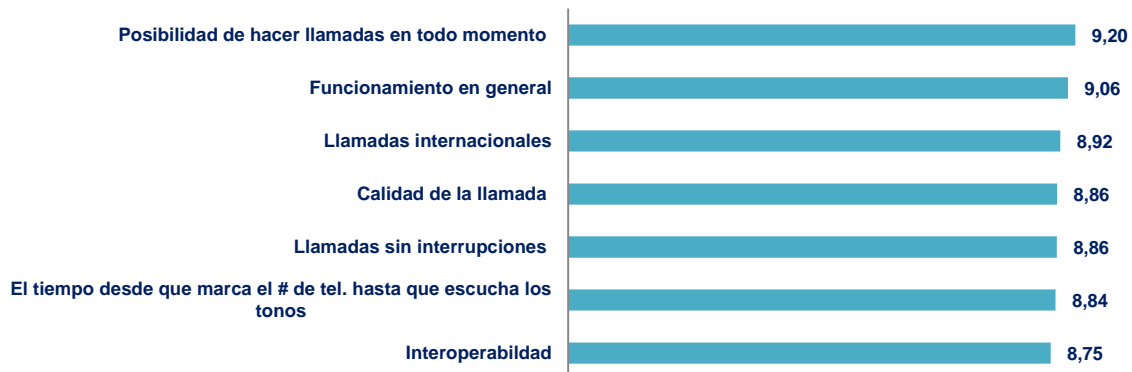 Posibilidad de hacer llamadas en todo momento 9,20
Funcionamiento en general 9,06
Llamadas internacionales 8,92
Calidad de la llamada 8,86
Llamadas sin interrupciones 8,86
El tiempo desde que marca el # de tel. hasta que escucha los
tonos 8,84
Interoperabildad 8,75